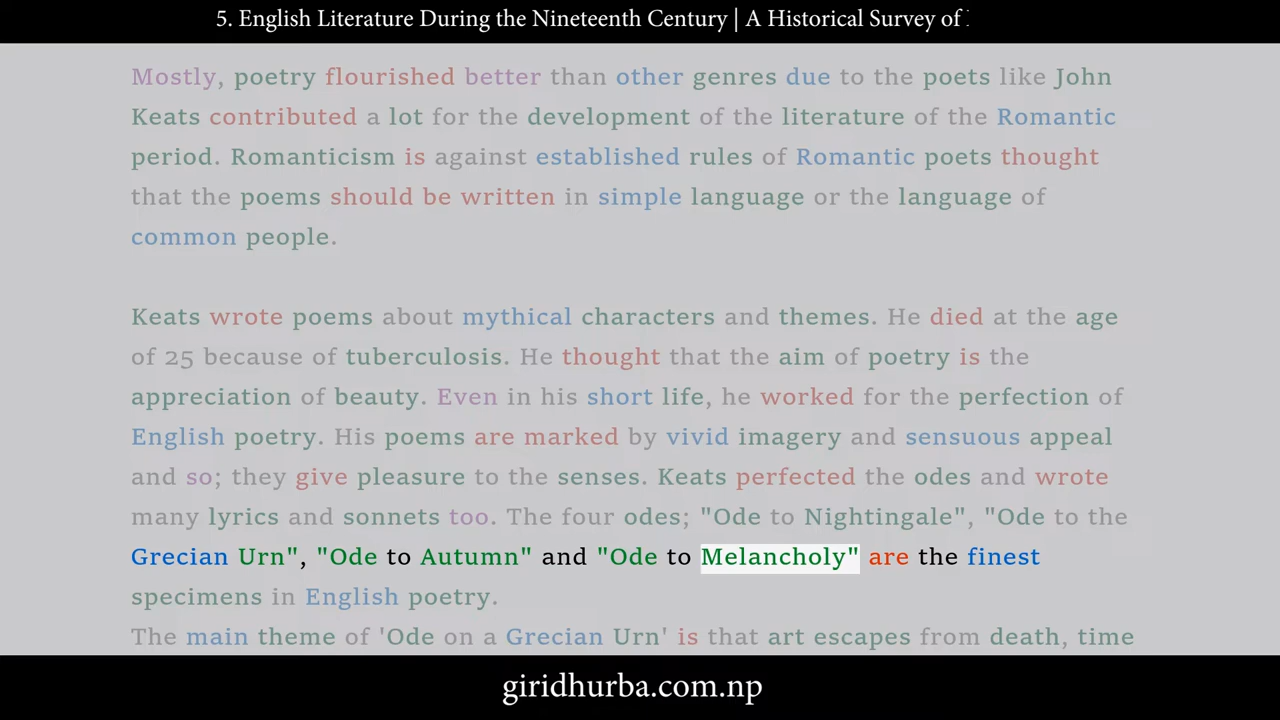 5. English Literature During the Nineteenth Century | A Historical Survey of
Mostly, poetry flourished better than other genres due to the poets like John
Keats contributed a lot for the development of the literature of the Romantic
period. Romanticism is against established rules of Romantic poets thought
that the poems should be written in simple language or the language of
common people.
Keats wrote poems about mythical characters and themes. He died at the age
of 25 because of tuberculosis. He thought that the aim of poetry is the
appreciation of beauty. Even in his short life, he worked for the perfection of
English poetry. His poems are marked by vivid imagery and sensuous appeal
and so; they give pleasure to the senses. Keats perfected the odes and wrote
many lyrics and sonnets too. The four odes; "Ode to Nightingale", "Ode to the
Grecian Urn", "Ode to Autumn" and "Ode to Melancholy" are the finest
specimens in English poetry.
The main theme of 'Ode on a Grecian Urn' is that art escapes from death, time
giridhurba.com.np